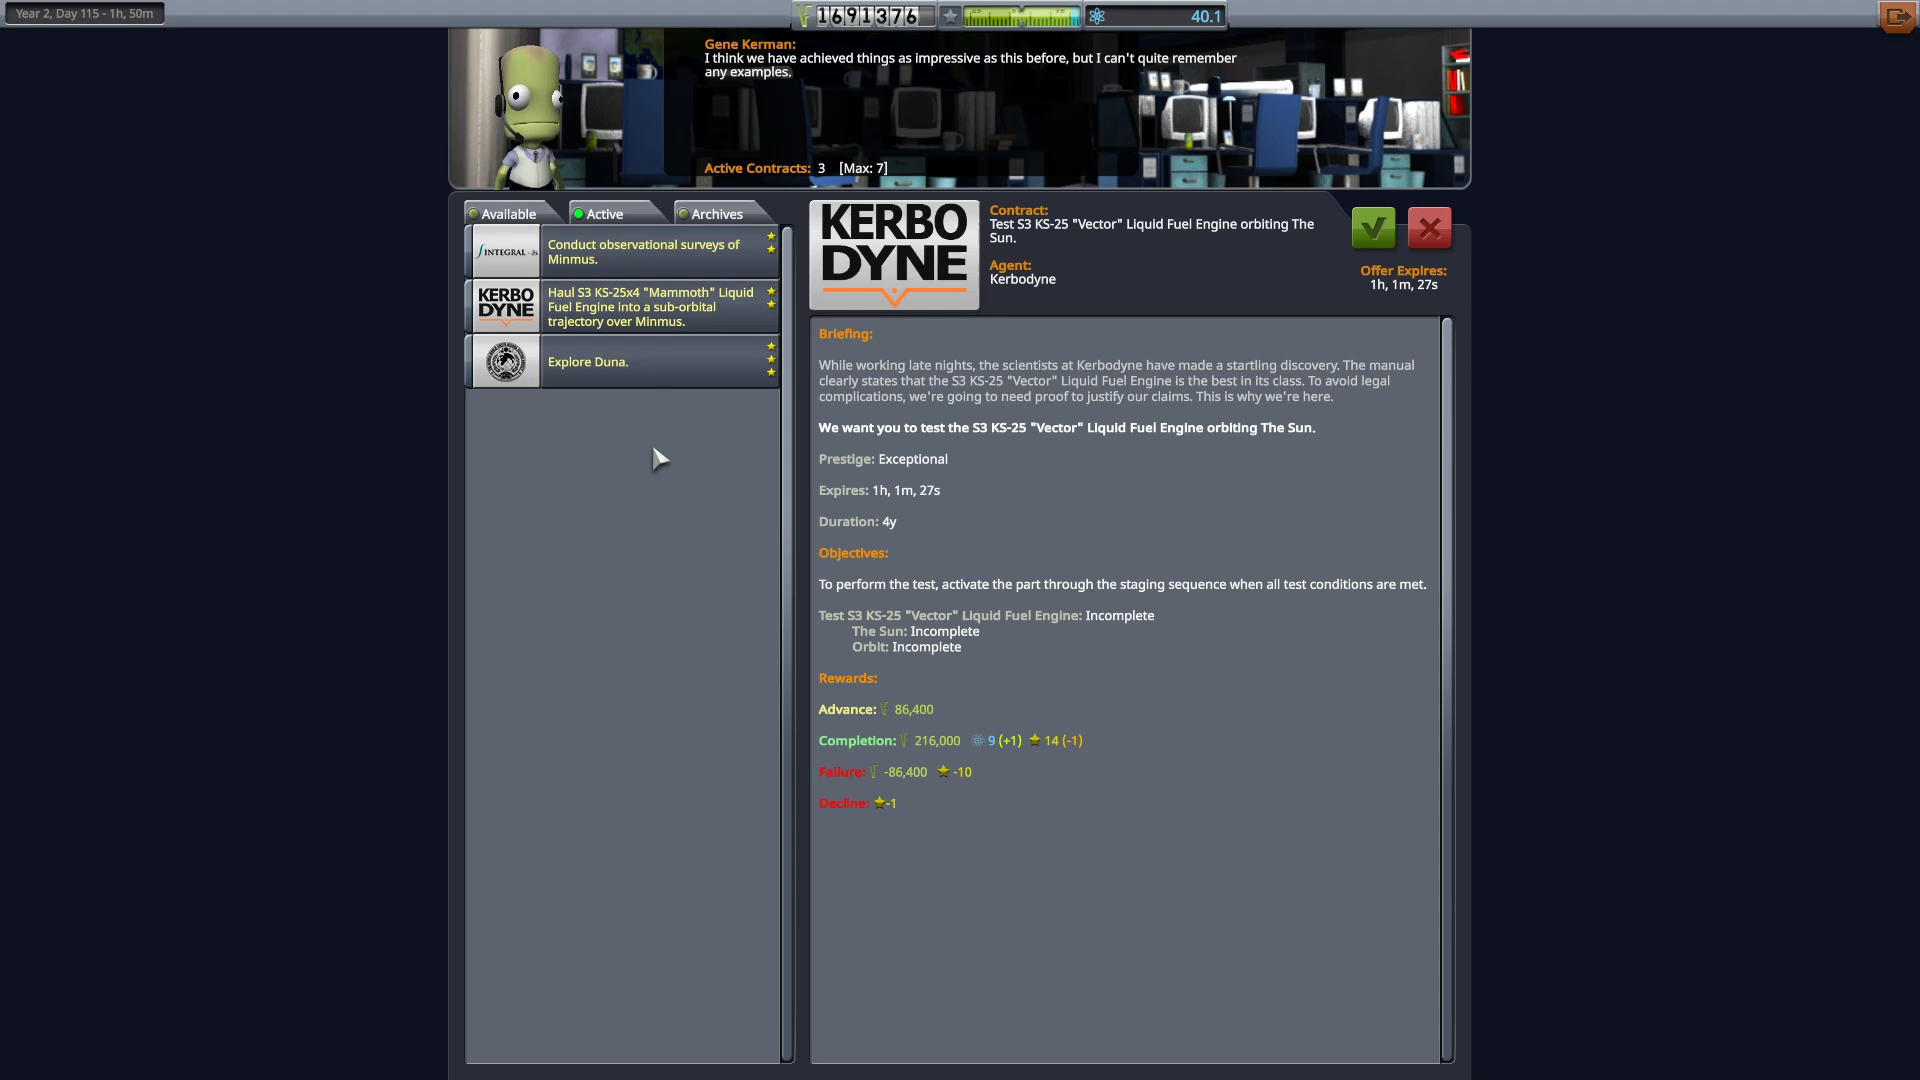 Year 2, Day 115 - 1h, 50m
1691376
40.1
Gene Kerman:
I think we have achieved things as impressive as this before, but I can't quite remember
any examples.
Active Contracts: 3 [Max: 7]
Available
Active
Archives
INTEGRAL
Conduct observational surveys of
Minmus.
KERBO
DYNE
Haul S3 KS-25x4 "Mammoth" Liquid
Fuel Engine into a sub-orbital
trajectory over Minmus.
Explore Duna.
KERBO
DYNE
Contract:
Test S3 KS-25 "Vector" Liquid Fuel Engine orbiting The
Sun.
Agent:
Kerbodyne
Offer Expires:
1h, 1m, 27s
Briefing:
While working late nights, the scientists at Kerbodyne have made a startling discovery. The manual
clearly states that the S3 KS-25 "Vector" Liquid Fuel Engine is the best in its class. To avoid legal
complications, we're going to need proof to justify our claims. This is why we're here.
We want you to test the S3 KS-25 "Vector" Liquid Fuel Engine orbiting The Sun.
Prestige: Exceptional
Expires: 1h, 1m, 27s
Duration: 4y
Objectives:
To perform the test, activate the part through the staging sequence when all test conditions are met.
Test S3 KS-25 "Vector" Liquid Fuel Engine: Incomplete
The Sun: Incomplete
Orbit: Incomplete
Rewards:
Advance: 86,400
Completion: 216,000 9 (+1) 14 (-1)
Failure: -86,400 -10
Decline: -1